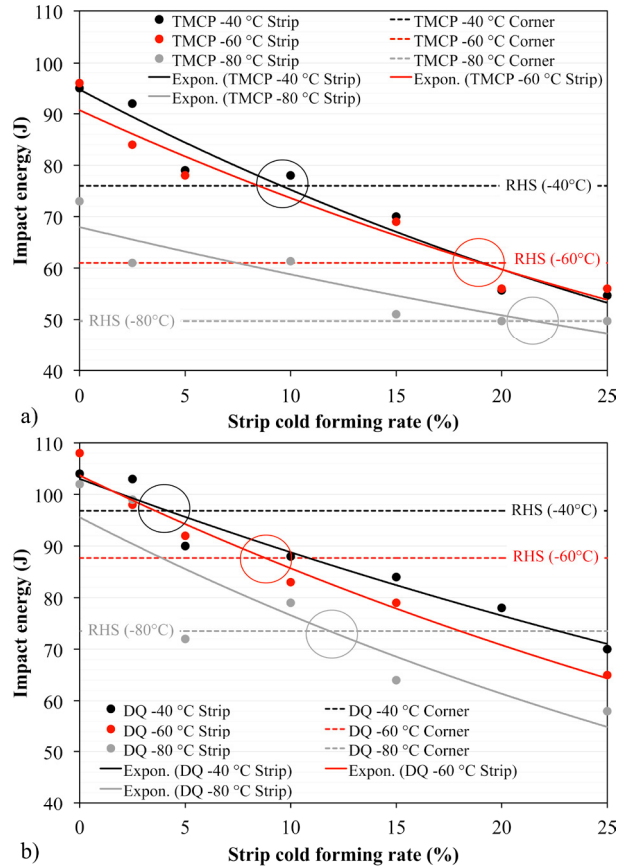 TMCP -40 °C Strip TMCP -40 °C Corner
TMCP -60 °C Strip TMCP -60 °C Corner
TMCP -80 °C Strip TMCP -80 °C Corner
Expon. (TMCP -40 °C Strip) Expon. (TMCP -60 °C Strip)
Expon. (TMCP -80 °C Strip)
Impact energy (J)
110
100
90
80
70
60
50
40
RHS (-40°C)
RHS (-60°C)
RHS (-80°C)
0 5 10 15 20 25
Strip cold forming rate (%)
a)
Impact energy (J)
110
100
90
80
70
60
50
40
RHS (-40°C)
RHS (-60°C)
RHS (-80°C)
DQ -40 °C Strip DQ -40 °C Corner
DQ -60 °C Strip DQ -60 °C Corner
DQ -80 °C Strip DQ -80 °C Corner
Expon. (DQ -40 °C Strip) Expon. (DQ -60 °C Strip)
Expon. (DQ -80 °C Strip)
0 5 10 15 20 25
Strip cold forming rate (%)
b)